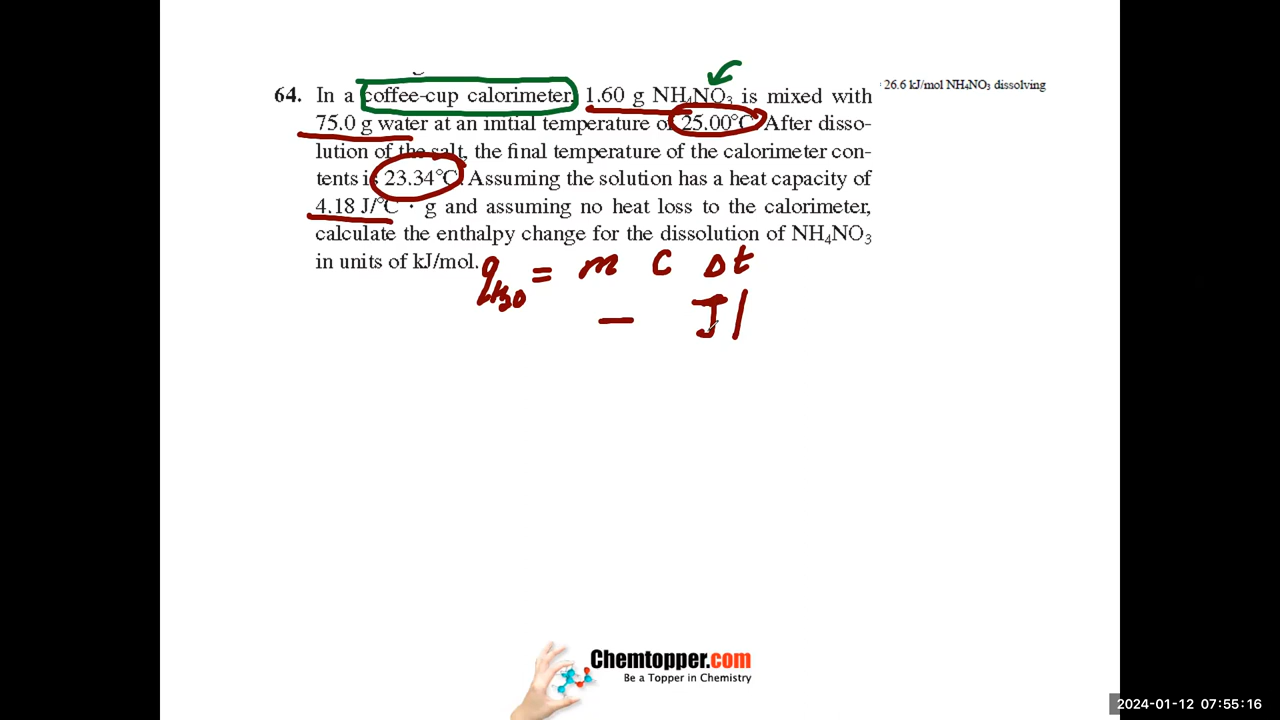 64. In a coffee-cup calorimeter, 1.60 g NH₄NO₃ is mixed with
= 26.6 kJ/mol NH₄NO₃ dissolving
75.0 g water at an initial temperature of 25.00°C. After disso-
lution of the salt, the final temperature of the calorimeter con-
tents is 23.34°C. Assuming the solution has a heat capacity of
4.18 J/°C · g and assuming no heat loss to the calorimeter,
calculate the enthalpy change for the dissolution of NH₄NO₃
in units of kJ/mol.
q H₂O = m C Δt
— J/
Chemtopper.com
Be a Topper in Chemistry
2024-01-12 07:55:16